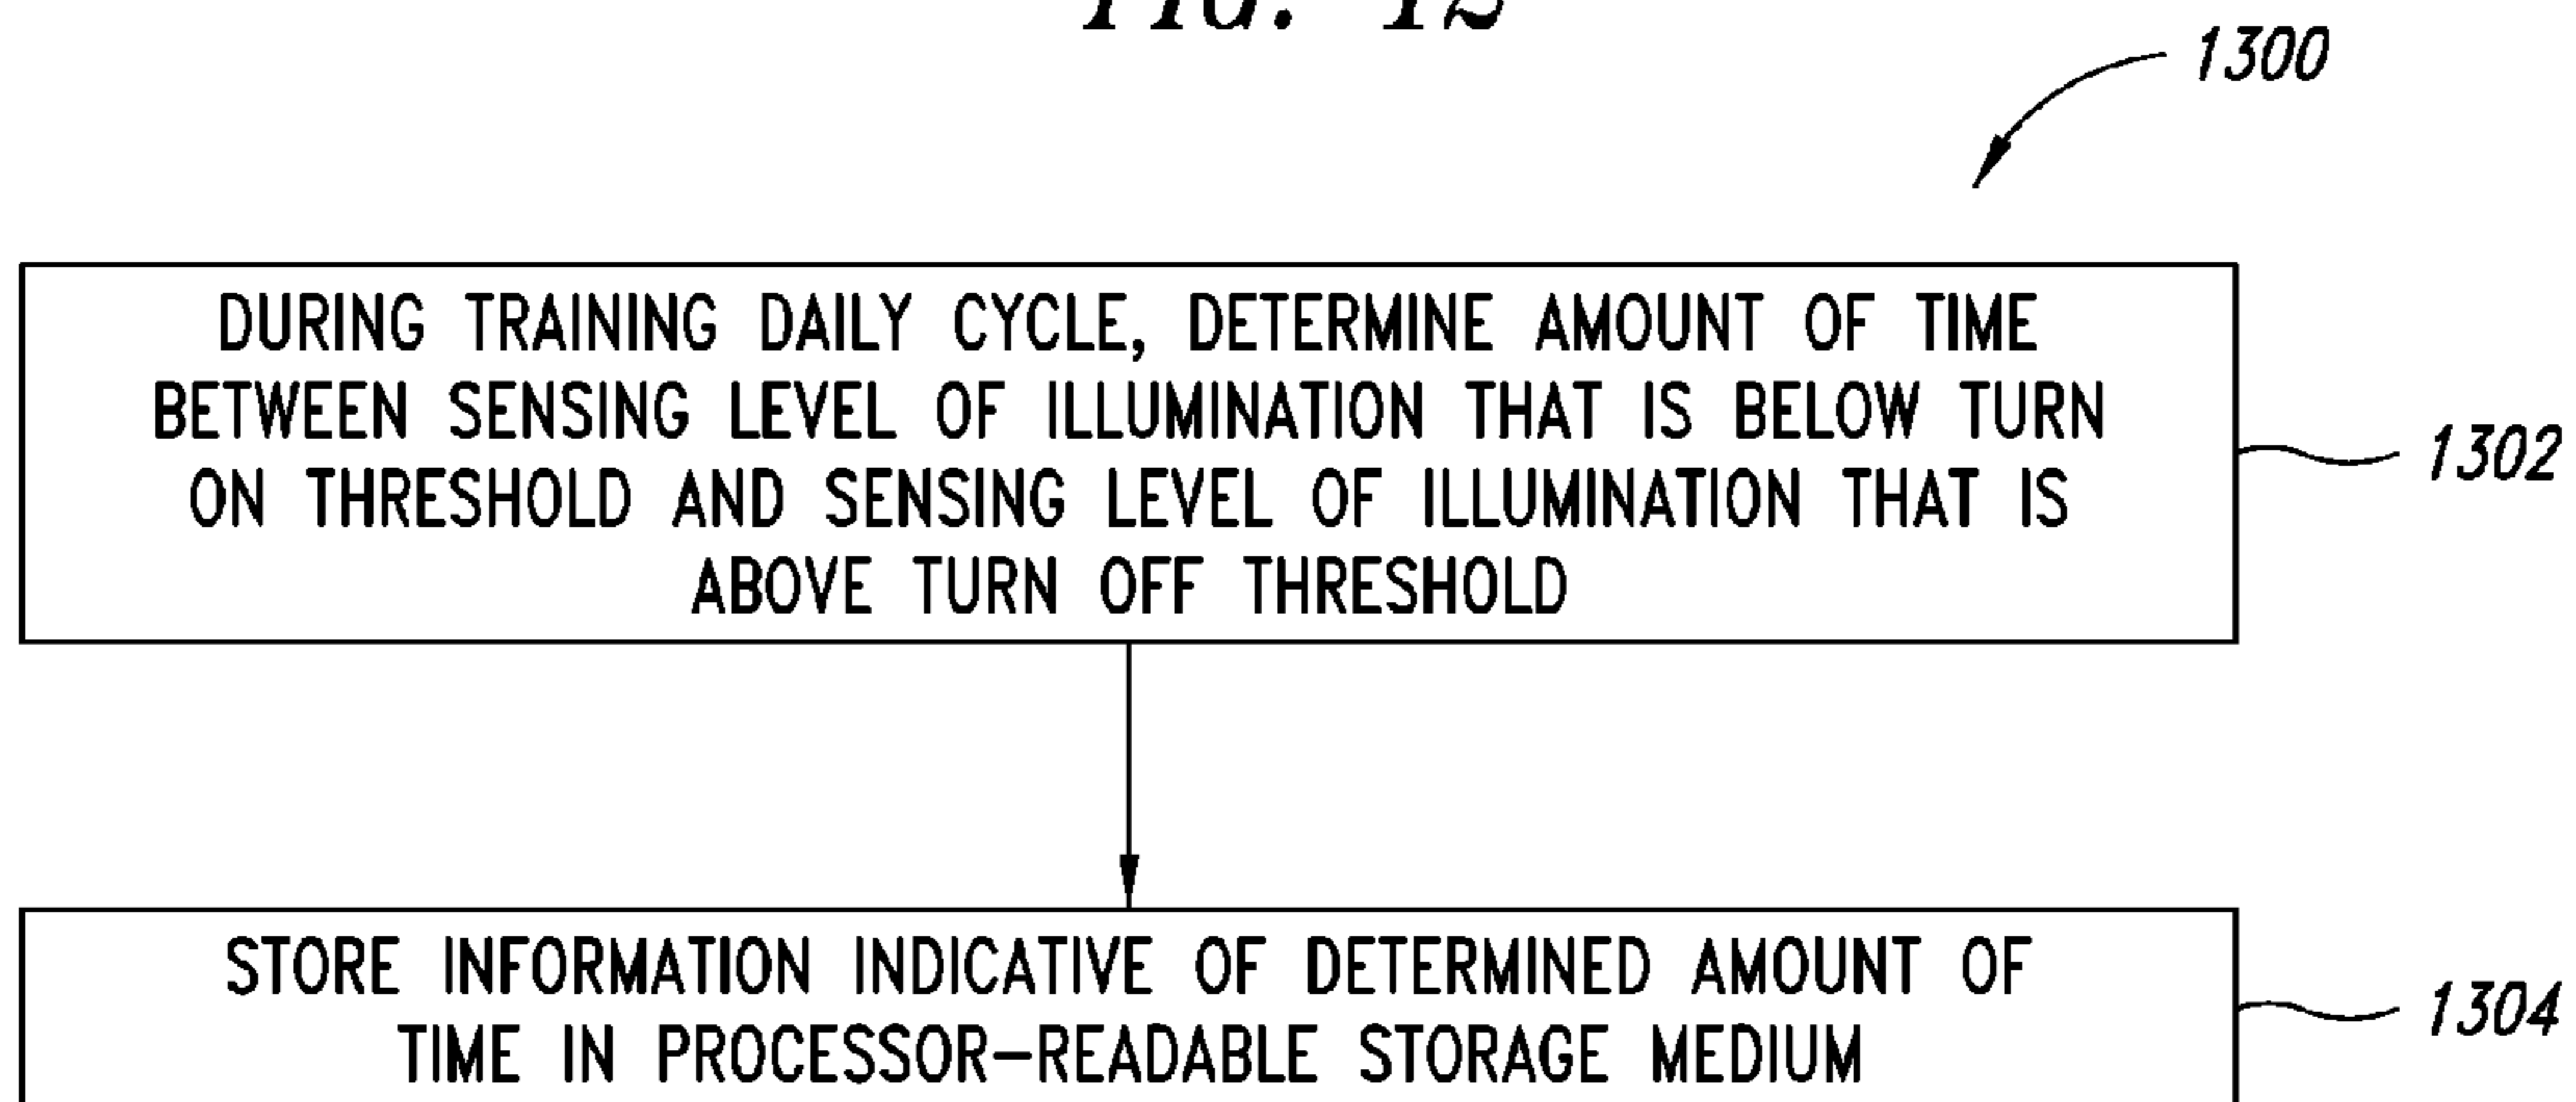 FIG. 12
1300
DURING TRAINING DAILY CYCLE, DETERMINE AMOUNT OF TIME
BETWEEN SENSING LEVEL OF ILLUMINATION THAT IS BELOW TURN
ON THRESHOLD AND SENSING LEVEL OF ILLUMINATION THAT IS
ABOVE TURN OFF THRESHOLD
1302
STORE INFORMATION INDICATIVE OF DETERMINED AMOUNT OF
TIME IN PROCESSOR-READABLE STORAGE MEDIUM
1304